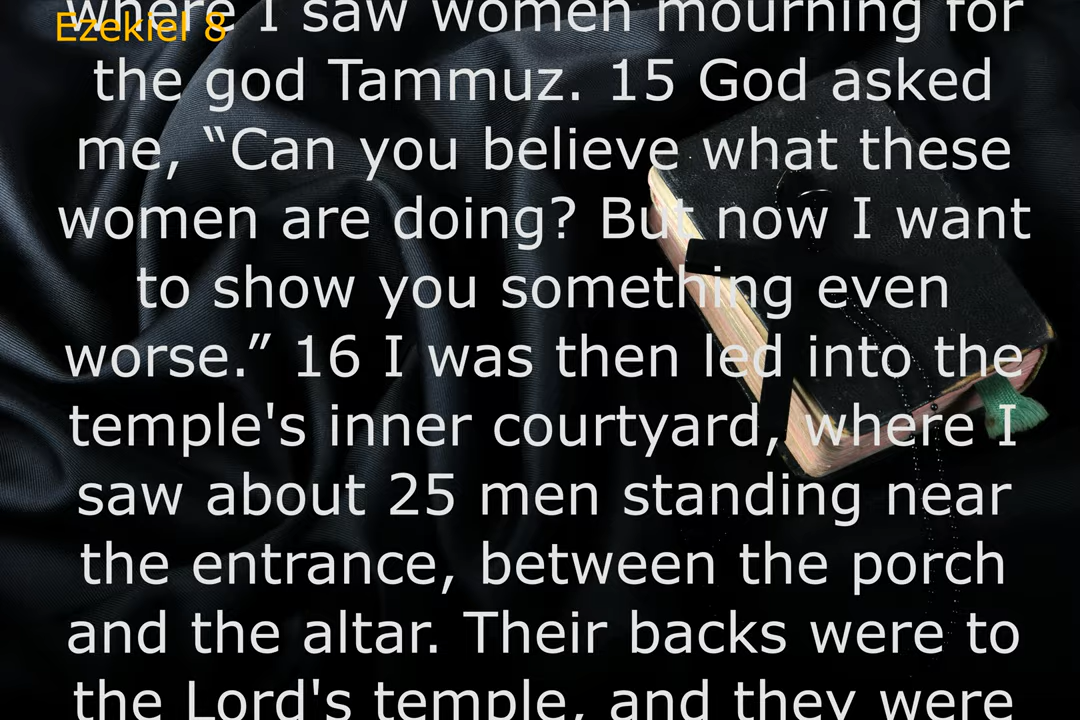 Ezekiel 8
where I saw women mourning for
the god Tammuz. 15 God asked
me, “Can you believe what these
women are doing? But now I want
to show you something even
worse.” 16 I was then led into the
temple's inner courtyard, where I
saw about 25 men standing near
the entrance, between the porch
and the altar. Their backs were to
the Lord's temple, and they were